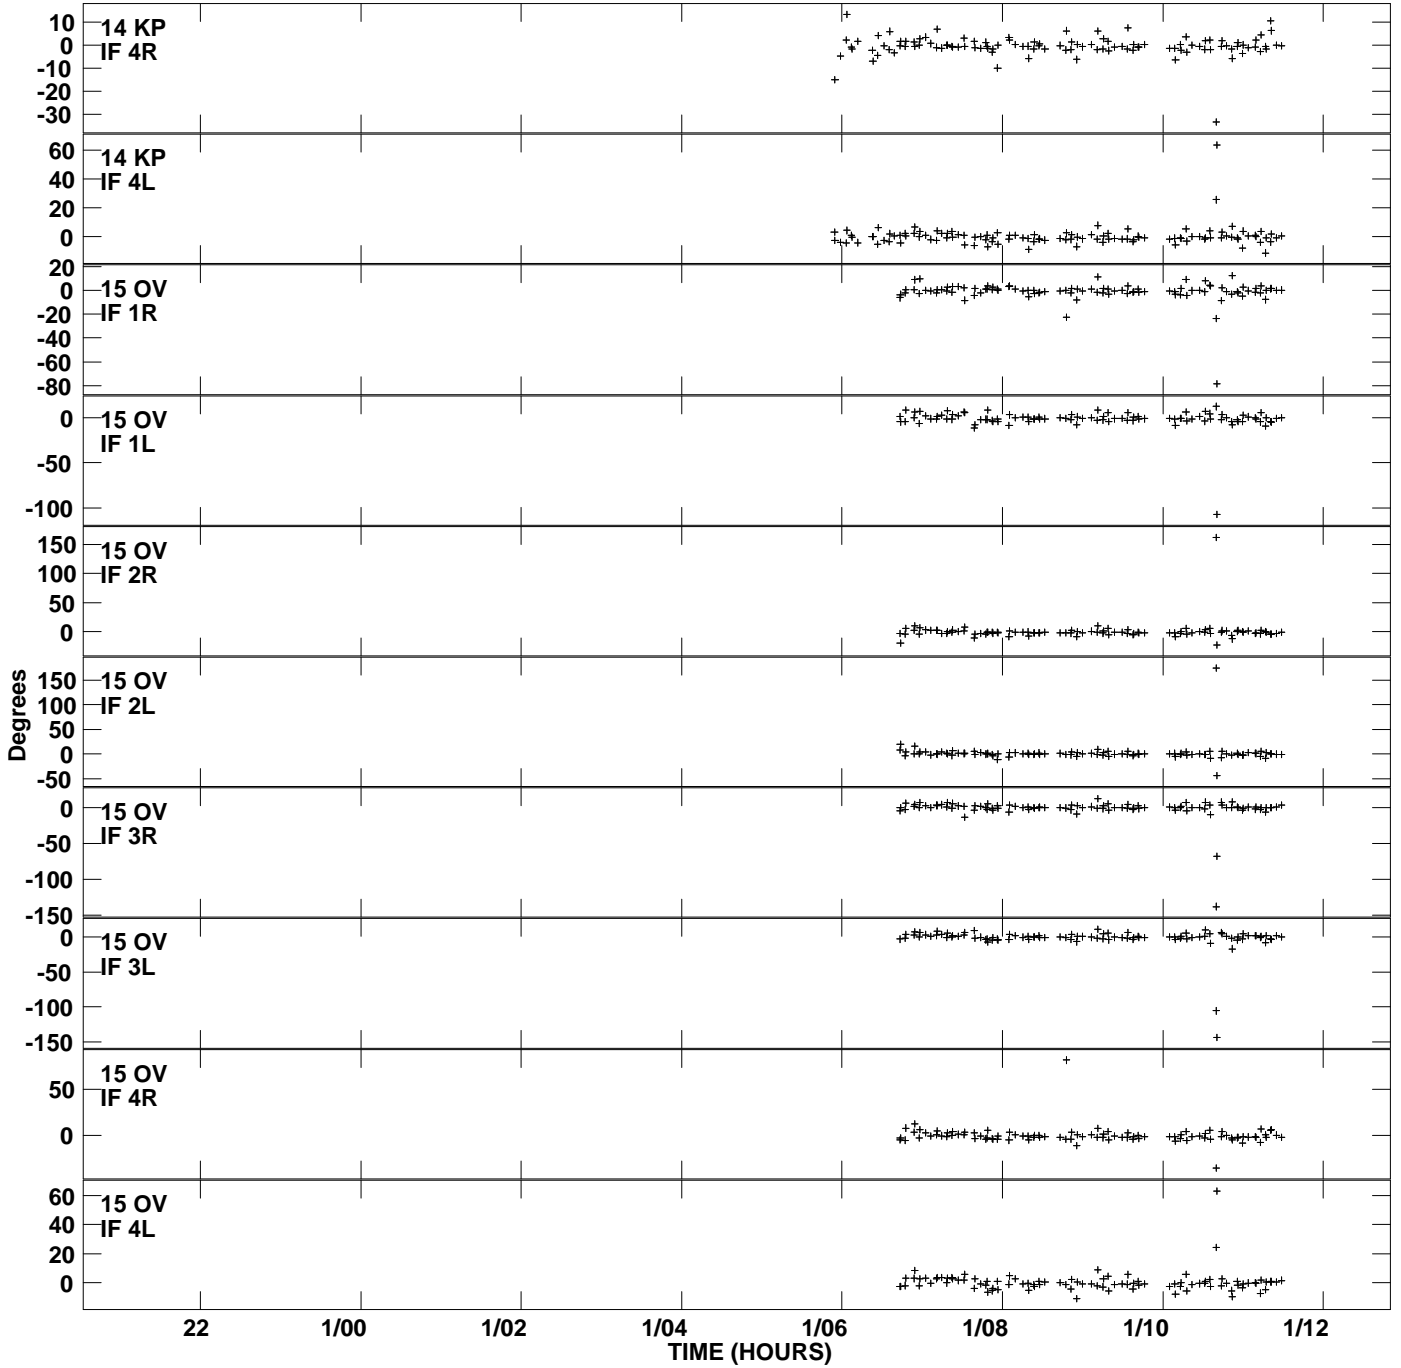 14 KP
IF 4R
10
0
-10
-20
-30
14 KP
IF 4L
60
40
20
0
15 OV
IF 1R
20
0
-20
-40
-60
-80
15 OV
IF 1L
0
-50
-100
15 OV
IF 2R
150
100
50
0
15 OV
IF 2L
150
100
50
0
-50
15 OV
IF 3R
0
-50
-100
-150
15 OV
IF 3L
0
-50
-100
-150
15 OV
IF 4R
50
0
15 OV
IF 4L
60
40
20
0
Degrees
22 1/00 1/02 1/04 1/06 1/08 1/10 1/12
TIME (HOURS)